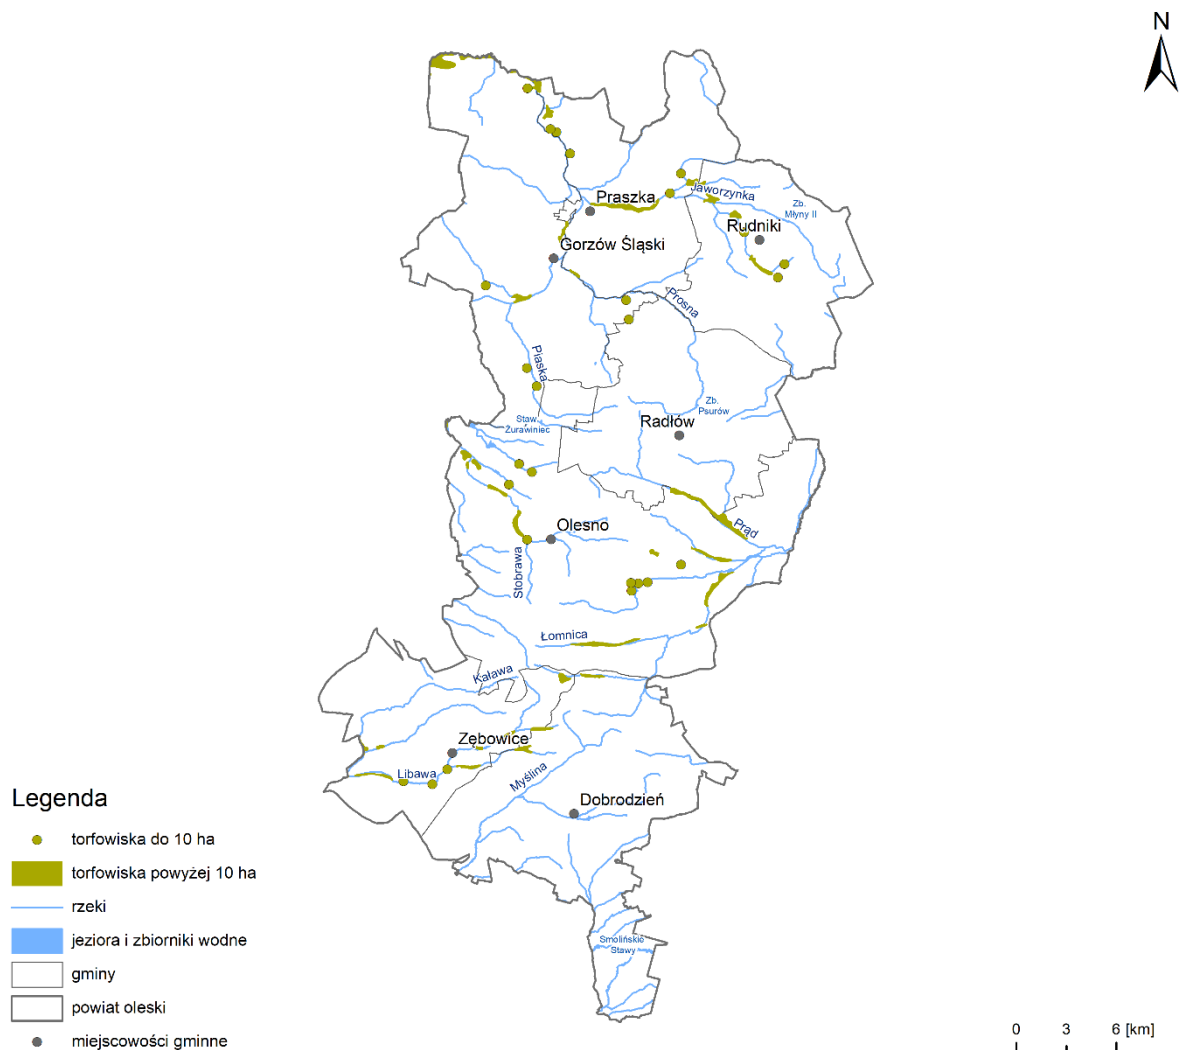 N
Praszka
Jaworzynka
Zb.
Młyny II
Rudniki
Gorzów Śląski
Prosna
Piaska
Zb.
Psurów
Staw
Żurawiniec
Radłów
Olesno
Prąd
Stobrawa
Łomnica
Kaława
Zębowice
Libawa
Myślina
Dobrodzień
Smolińskie
Stawy
Legenda
torfowiska do 10 ha
torfowiska powyżej 10 ha
rzeki
jeziora i zbiorniki wodne
gminy
powiat oleski
miejscowości gminne
0 3 6 [km]